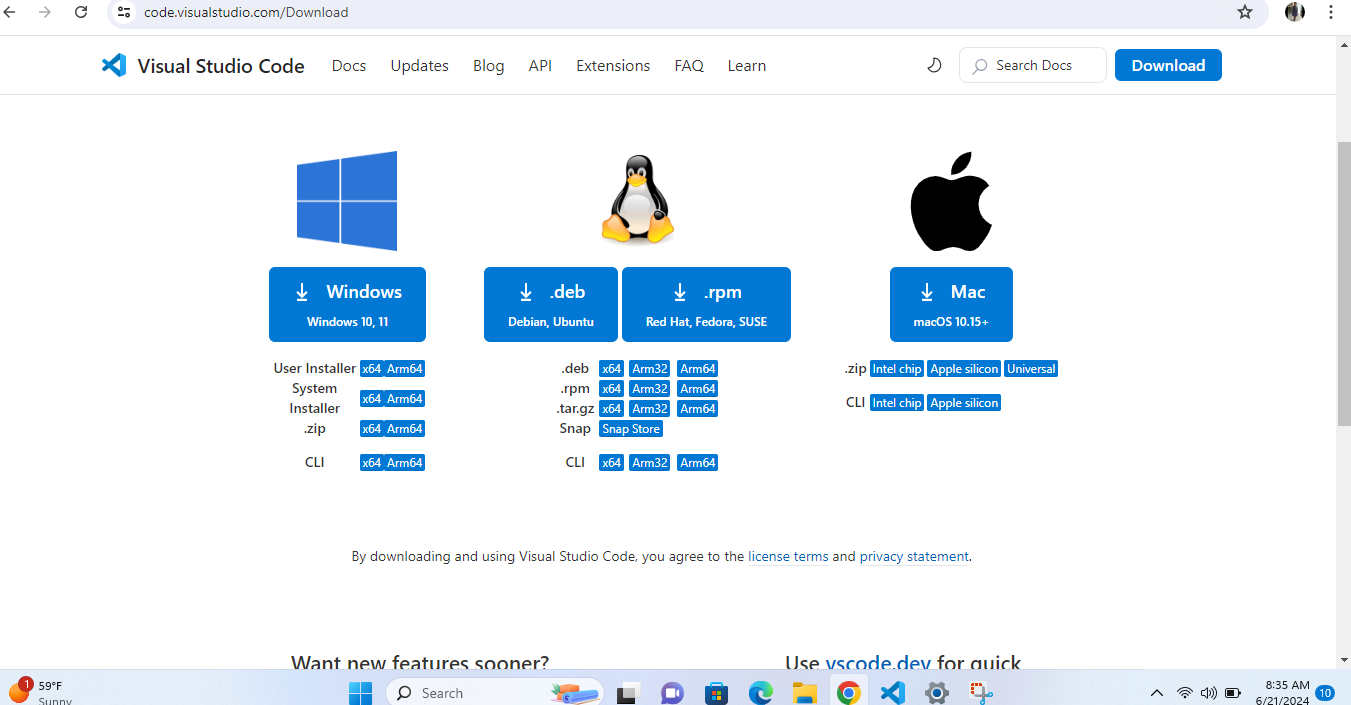 code.visualstudio.com/Download
Visual Studio Code Docs Updates Blog API Extensions FAQ Learn Search Docs Download
Windows
Windows 10, 11
.deb
Debian, Ubuntu
.rpm
Red Hat, Fedora, SUSE
Mac
macOS 10.15+
User Installer x64 Arm64
System Installer x64 Arm64
.zip x64 Arm64
CLI x64 Arm64
.deb x64 Arm32 Arm64
.rpm x64 Arm32 Arm64
.tar.gz x64 Arm32 Arm64
Snap Snap Store
CLI x64 Arm32 Arm64
.zip Intel chip Apple silicon Universal
CLI Intel chip Apple silicon
By downloading and using Visual Studio Code, you agree to the license terms and privacy statement.
Want new features sooner?
Use vscode.dev for quick
1
59°F
Sunny
Search
8:35 AM
6/21/2024
10